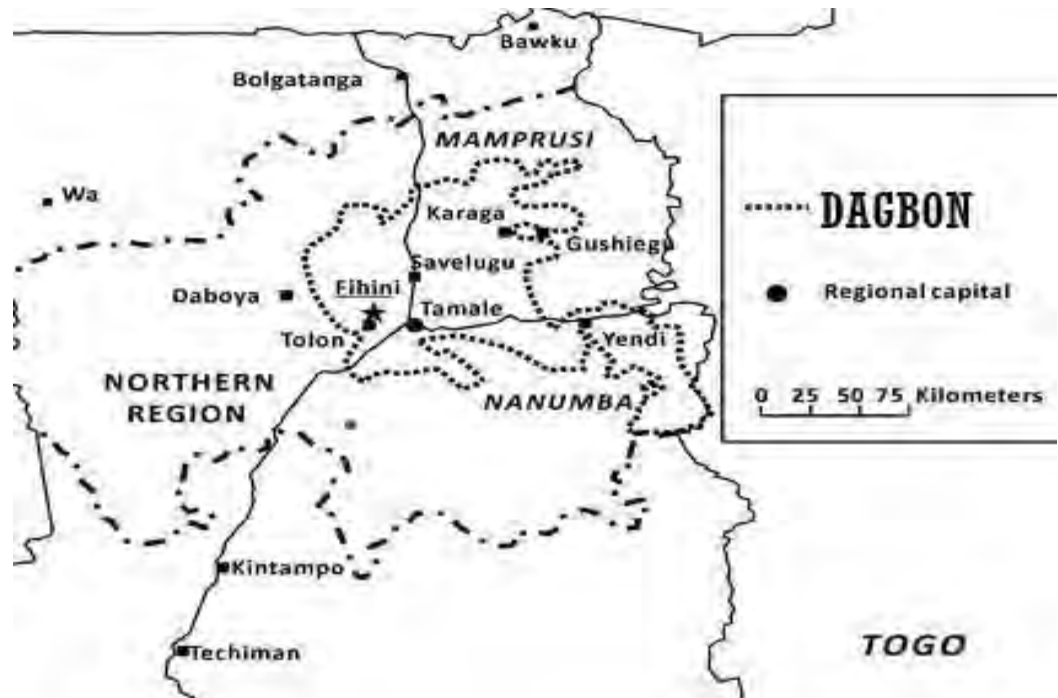 Bawku
Bolgatanga
MAMPRUSI
Wa
DAGBON
Karaga
Gushiegu
Savelugu
Daboya
Fihini
Regional capital
Tamale
Tolon
Yendi
NORTHERN
REGION
NANUMBA
0 25 50 75 Kilometers
Kintampo
Techiman
TOGO